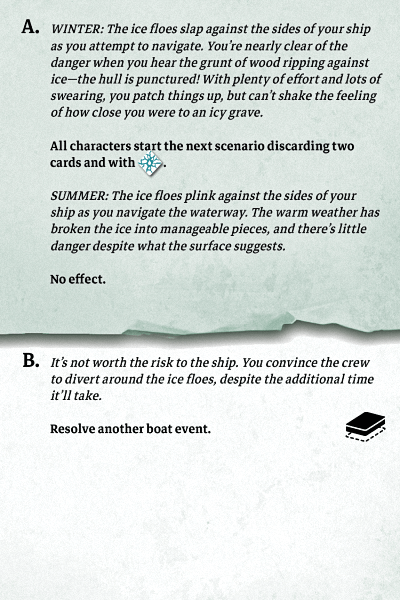 A. WINTER: The ice floes slap against the sides of your ship
as you attempt to navigate. You're nearly clear of the
danger when you hear the grunt of wood ripping against
ice—the hull is punctured! With plenty of effort and lots of
swearing, you patch things up, but can't shake the feeling
of how close you were to an icy grave.
All characters start the next scenario discarding two
cards and with .
SUMMER: The ice floes plink against the sides of your
ship as you navigate the waterway. The warm weather has
broken the ice into manageable pieces, and there's little
danger despite what the surface suggests.
No effect.
B. It's not worth the risk to the ship. You convince the crew
to divert around the ice floes, despite the additional time
it'll take.
Resolve another boat event.